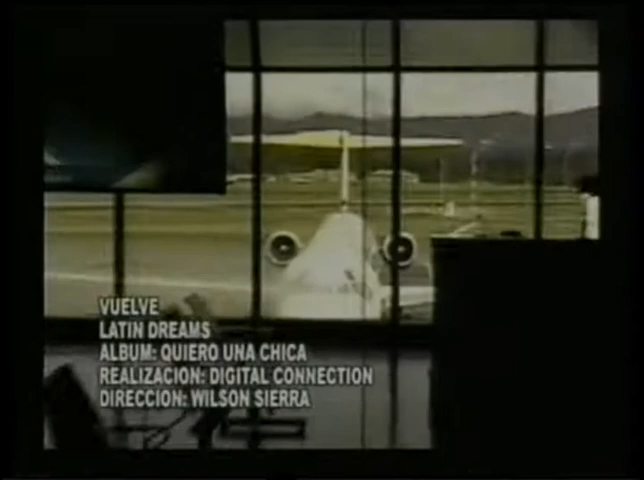 VUELVE
LATIN DREAMS
ALBUM: QUIERO UNA CHICA
REALIZACION: DIGITAL CONNECTION
DIRECCION: WILSON SIERRA